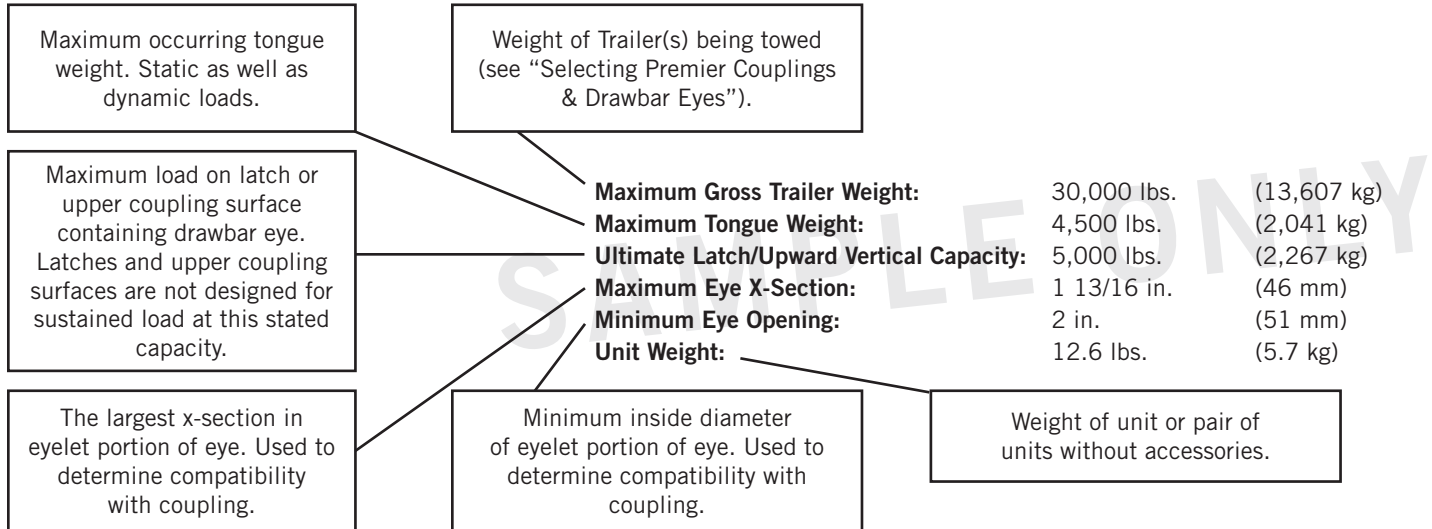 Maximum occurring tongue
weight. Static as well as
dynamic loads.
Weight of Trailer(s) being towed
(see “Selecting Premier Couplings
& Drawbar Eyes”).
Maximum load on latch or
upper coupling surface
containing drawbar eye.
Latches and upper coupling
surfaces are not designed for
sustained load at this stated
capacity.
Maximum Gross Trailer Weight: 30,000 lbs. (13,607 kg)
Maximum Tongue Weight: 4,500 lbs. (2,041 kg)
Ultimate Latch/Upward Vertical Capacity: 5,000 lbs. (2,267 kg)
Maximum Eye X-Section: 1 13/16 in. (46 mm)
Minimum Eye Opening: 2 in. (51 mm)
Unit Weight: 12.6 lbs. (5.7 kg)
SAMPLE ONLY
The largest x-section in
eyelet portion of eye. Used to
determine compatibility
with coupling.
Minimum inside diameter
of eyelet portion of eye. Used to
determine compatibility with
coupling.
Weight of unit or pair of
units without accessories.